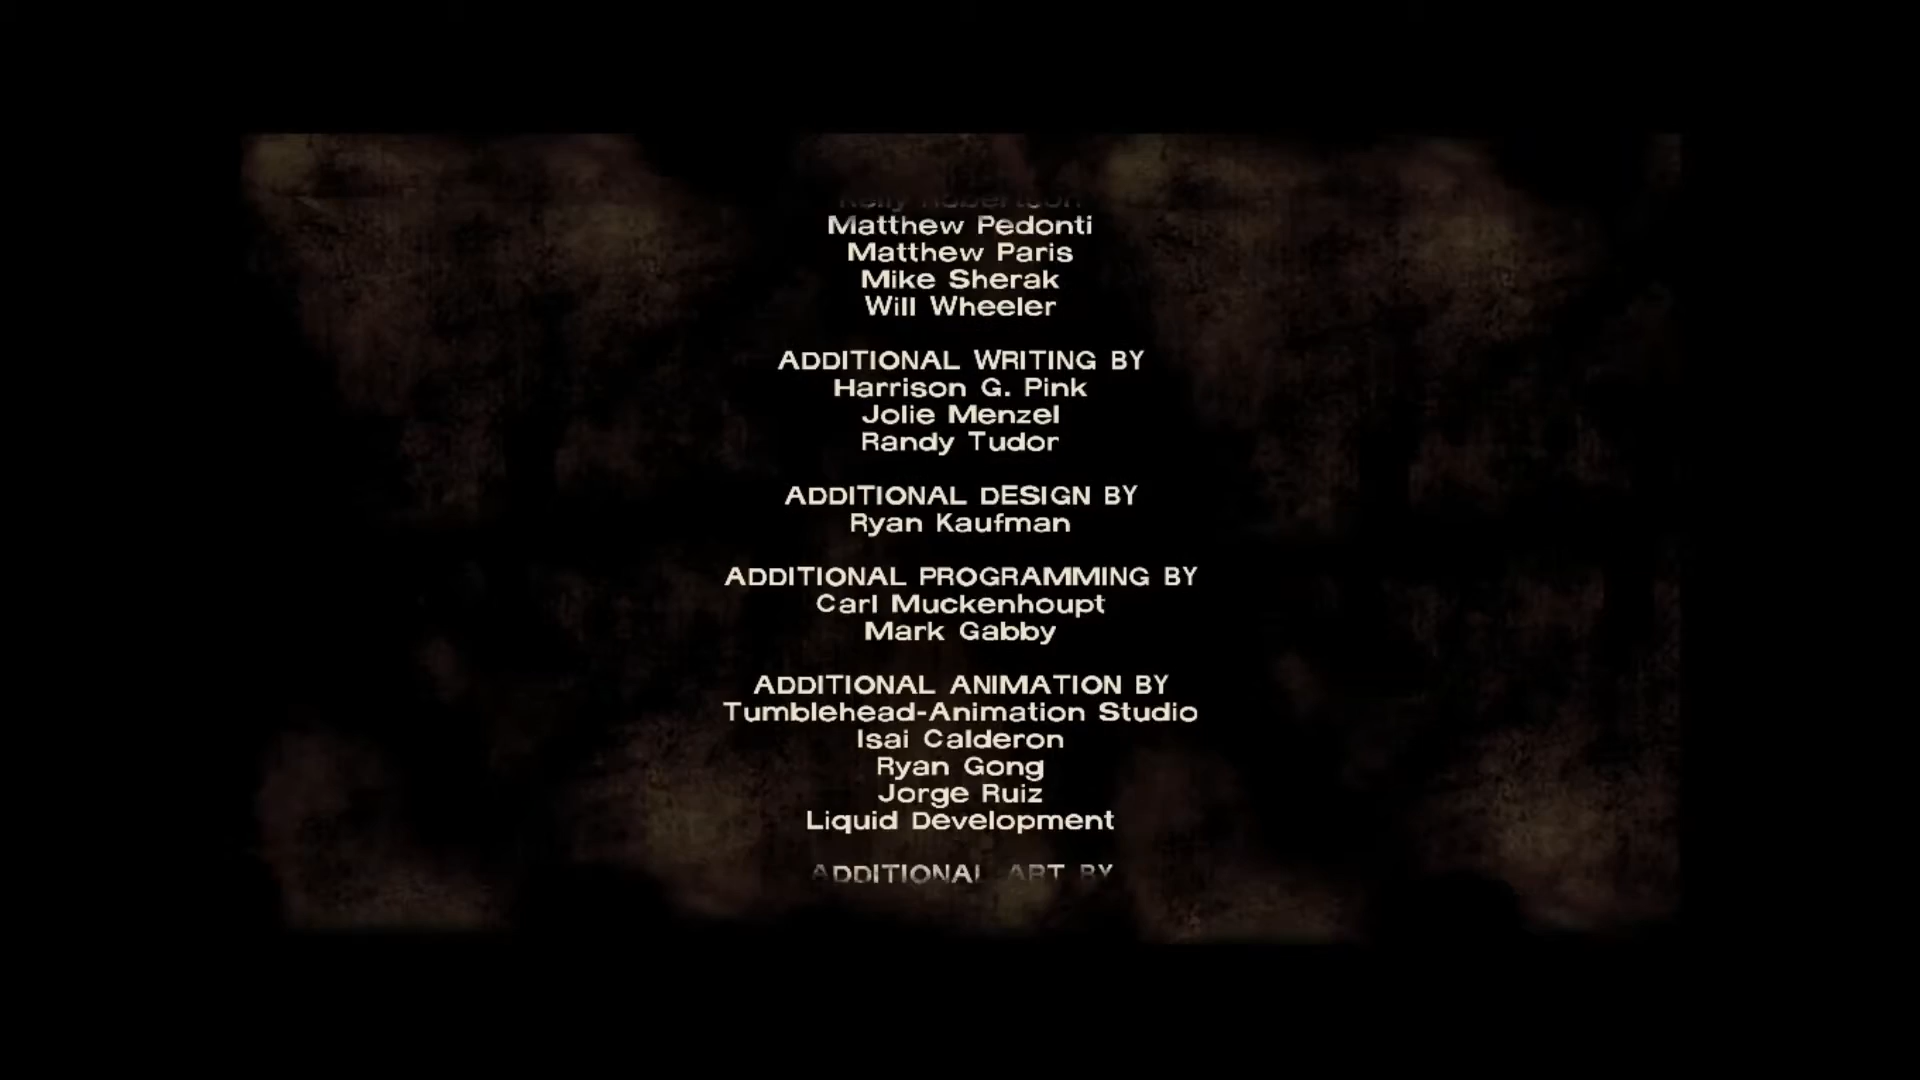 Kelly Robertson
Matthew Pedonti
Matthew Paris
Mike Sherak
Will Wheeler
ADDITIONAL WRITING BY
Harrison G. Pink
Jolie Menzel
Randy Tudor
ADDITIONAL DESIGN BY
Ryan Kaufman
ADDITIONAL PROGRAMMING BY
Carl Muckenhoupt
Mark Gabby
ADDITIONAL ANIMATION BY
Tumblehead-Animation Studio
Isai Calderon
Ryan Gong
Jorge Ruiz
Liquid Development
ADDITIONAL ART BY